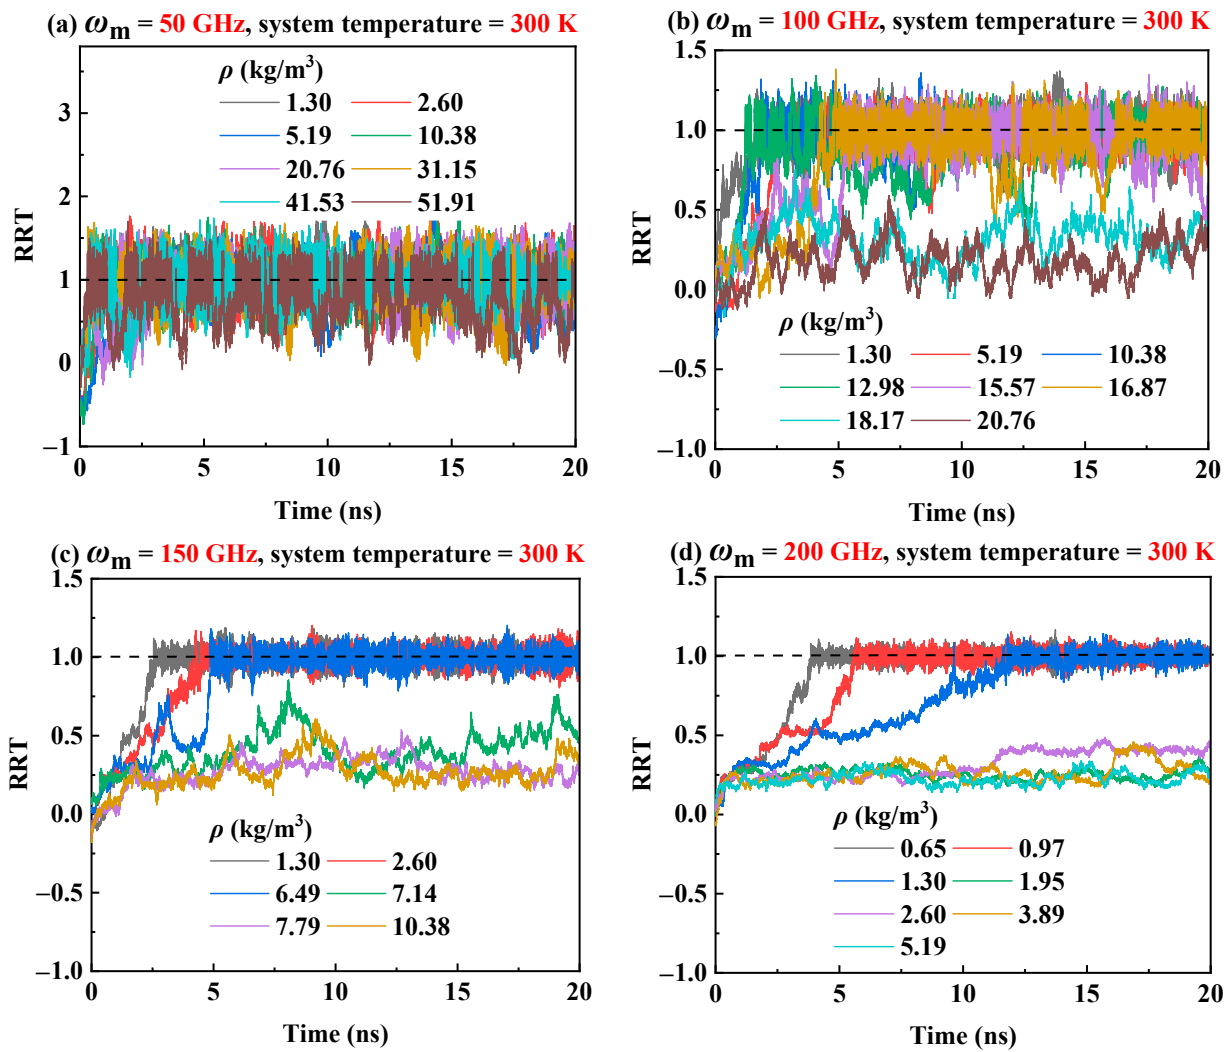 (a) ωm = 50 GHz, system temperature = 300 K
ρ (kg/m³)
1.30 2.60
5.19 10.38
20.76 31.15
41.53 51.91
3
2
1
0
−1
RRT
0 5 10 15 20
Time (ns)
(b) ωm = 100 GHz, system temperature = 300 K
1.5
1.0
0.5
0.0
−0.5
−1.0
RRT
ρ (kg/m³)
1.30 5.19 10.38
12.98 15.57 16.87
18.17 20.76
0 5 10 15 20
Time (ns)
(c) ωm = 150 GHz, system temperature = 300 K
1.5
1.0
0.5
0.0
−0.5
−1.0
RRT
ρ (kg/m³)
1.30 2.60
6.49 7.14
7.79 10.38
0 5 10 15 20
Time (ns)
(d) ωm = 200 GHz, system temperature = 300 K
1.5
1.0
0.5
0.0
−0.5
−1.0
RRT
ρ (kg/m³)
0.65 0.97
1.30 1.95
2.60 3.89
5.19
0 5 10 15 20
Time (ns)